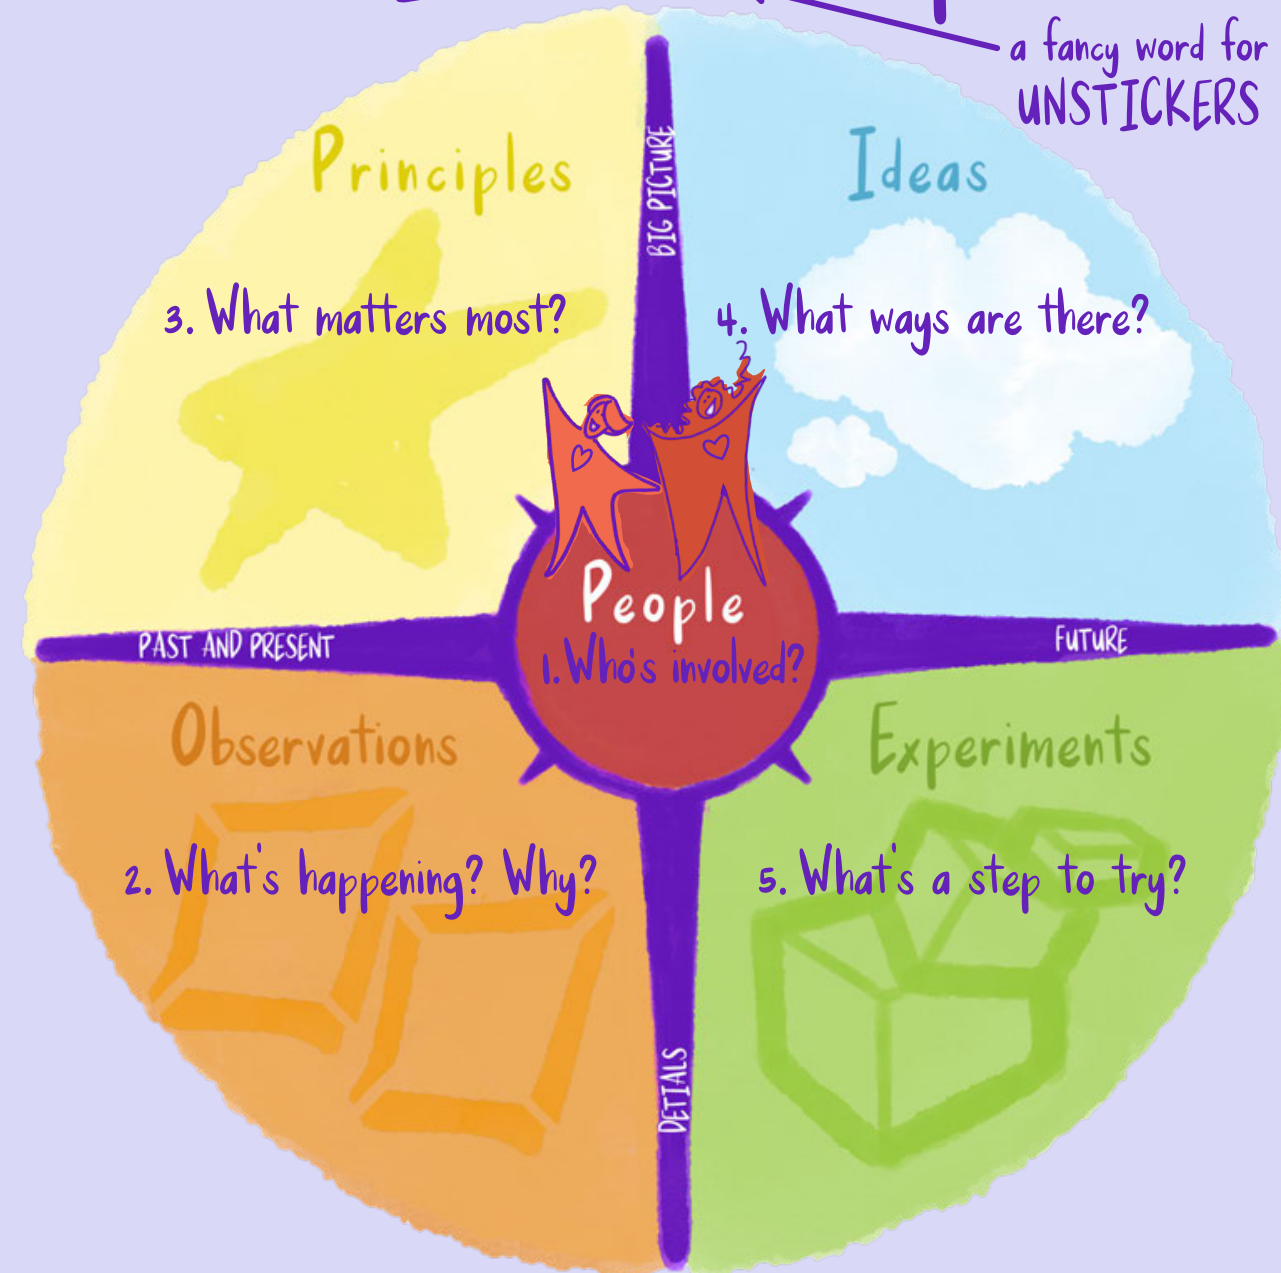 a fancy word for
UNSTICKERS
BIG PICTURE
Principles
Ideas
3. What matters most?
4. What ways are there?
People
1. Who's involved?
PAST AND PRESENT
FUTURE
Observations
Experiments
2. What's happening? Why?
5. What's a step to try?
DETIALS